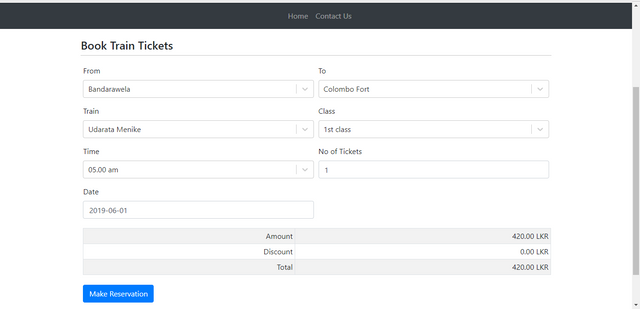 Home Contact Us
Book Train Tickets
From To
Bandarawela Colombo Fort
Train Class
Udarata Menike 1st class
Time No of Tickets
05.00 am 1
Date
2019-06-01
Amount 420.00 LKR
Discount 0.00 LKR
Total 420.00 LKR
Make Reservation